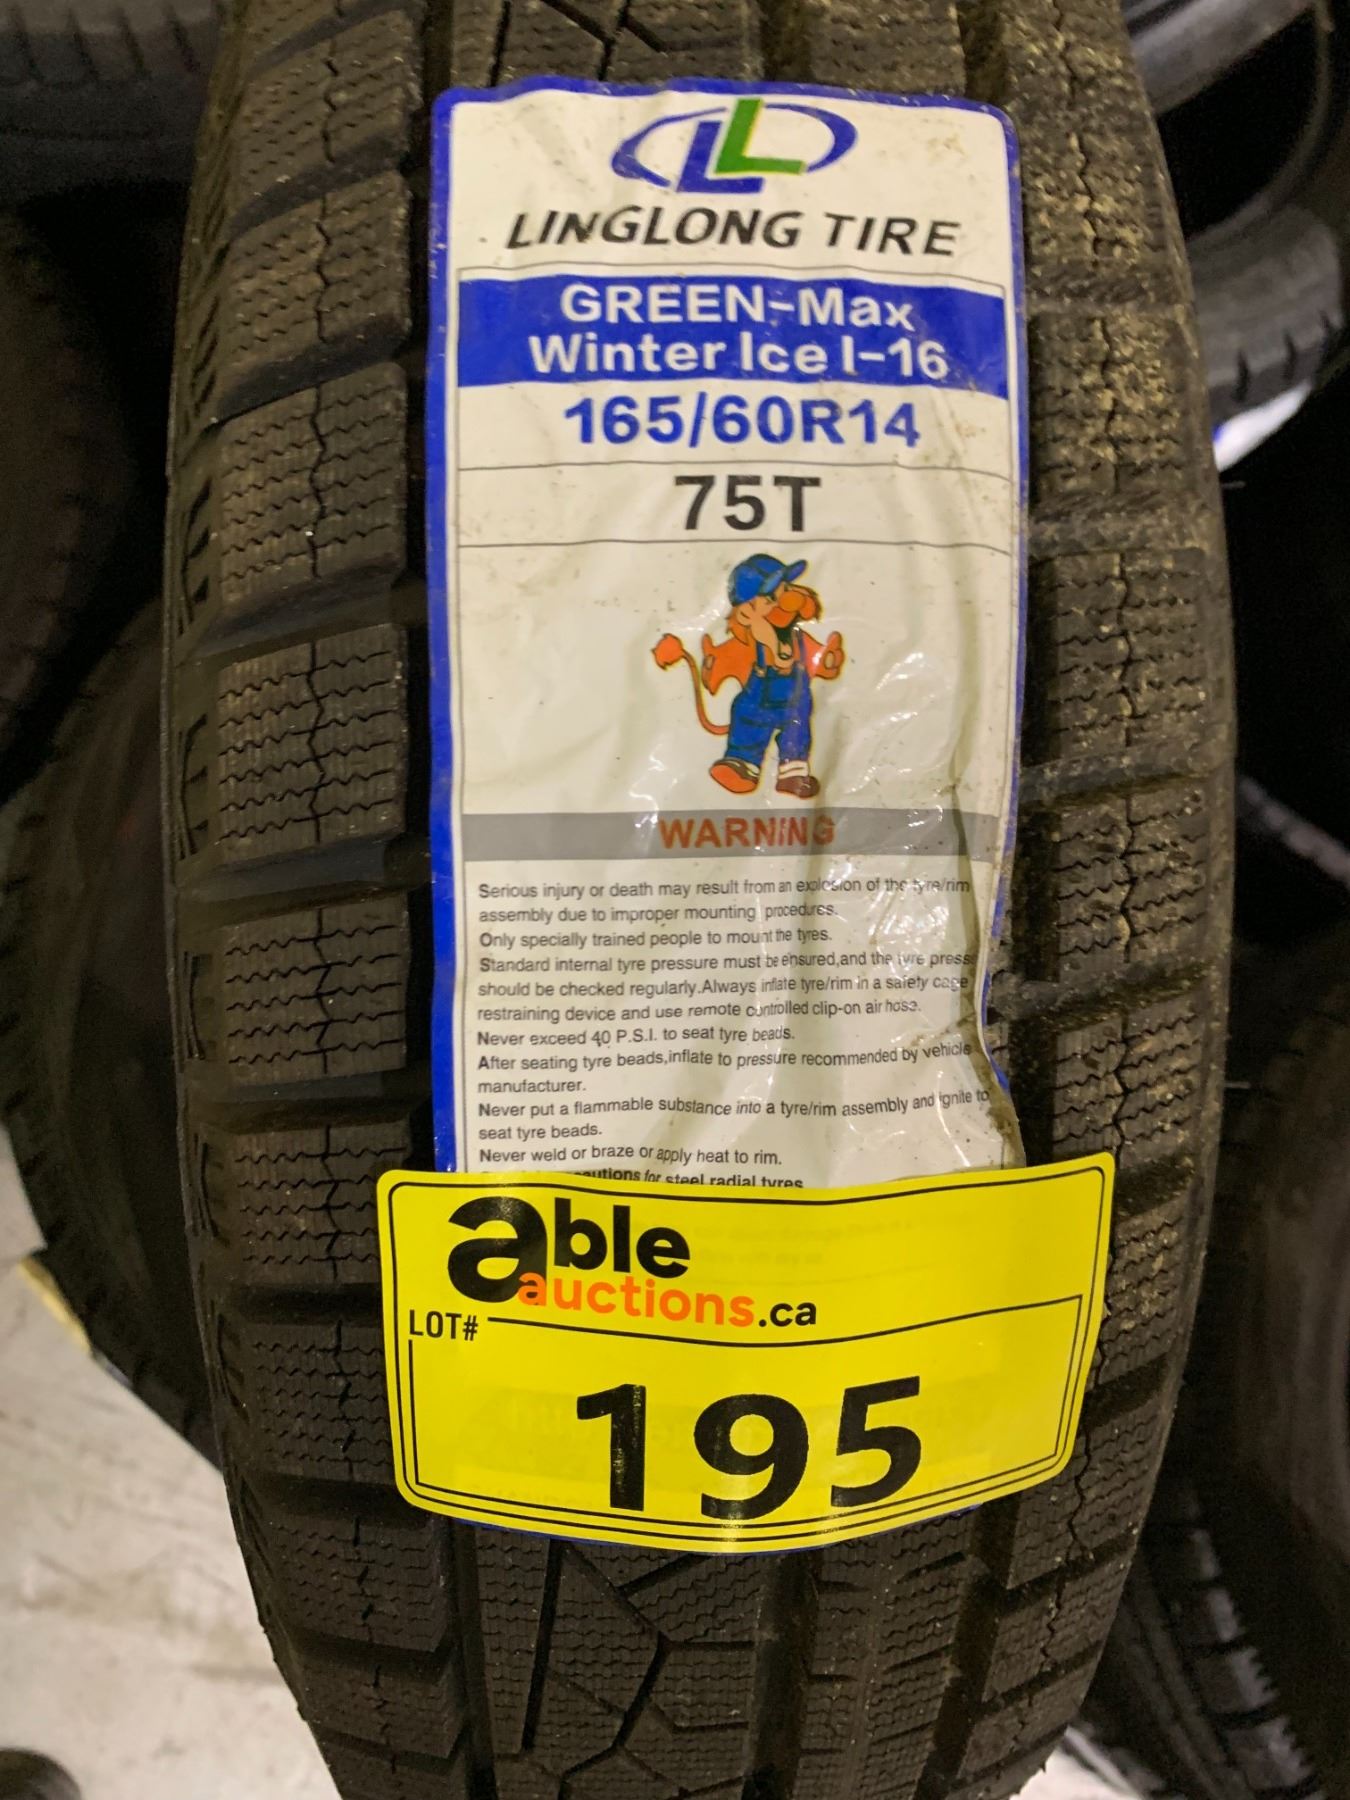 LL
LINGLONG TIRE
GREEN-Max
Winter Ice I-16
165/60R14
75T
WARNING
Serious injury or death may result from an explosion of the tyre/rim
assembly due to improper mounting procedures.
Only specially trained people to mount the tyres.
Standard internal tyre pressure must be ensured,and the tyre press
should be checked regularly.Always inflate tyre/rim in a safety cage
restraining device and use remote controlled clip-on air hose.
Never exceed 40 P.S.I. to seat tyre beads.
After seating tyre beads,inflate to pressure recommended by vehicle
manufacturer.
Never put a flammable substance into a tyre/rim assembly and ignite to
seat tyre beads.
Never weld or braze or apply heat to rim.
for steel radial tyres
able
auctions.ca
LOT#
195